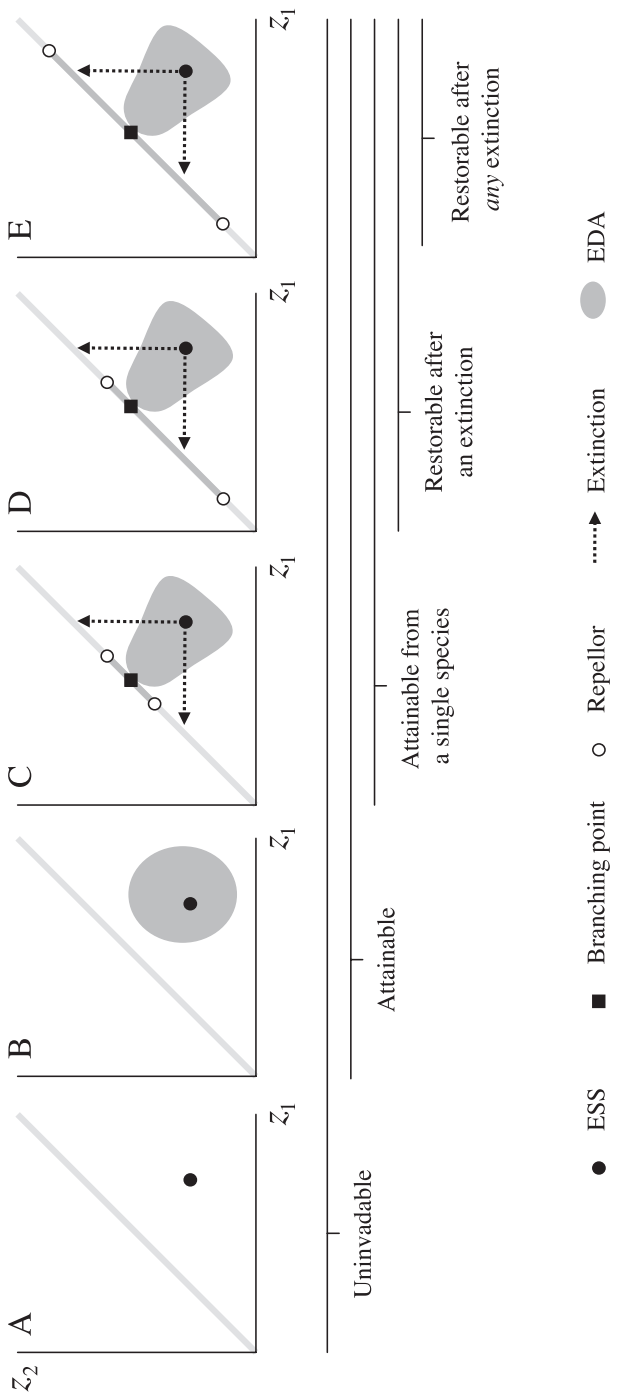 A
B
C
D
E
z2
z1
z1
z1
z1
z1
Uninvadable
Attainable
Attainable from
a single species
Restorable after
an extinction
Restorable after
any extinction
ESS
Branching point
Repellor
Extinction
EDA